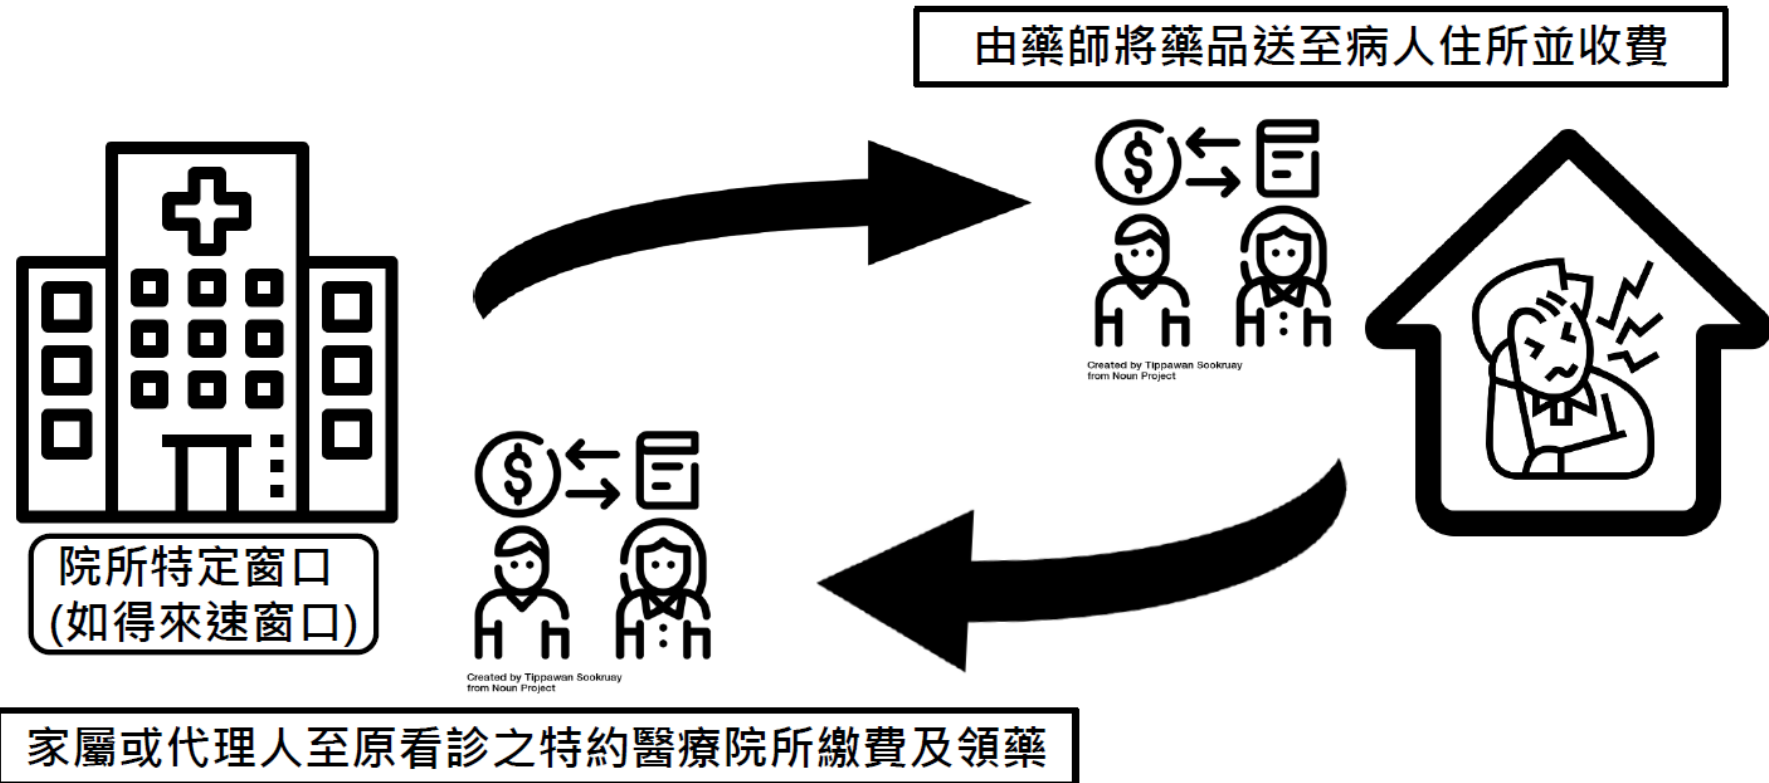 由藥師將藥品送至病人住所並收費
$
Created by Tippawan Sookruay
from Noun Project
$
院所特定窗口
(如得來速窗口)
Created by Tippawan Sookruay
from Noun Project
家屬或代理人至原看診之特約醫療院所繳費及領藥